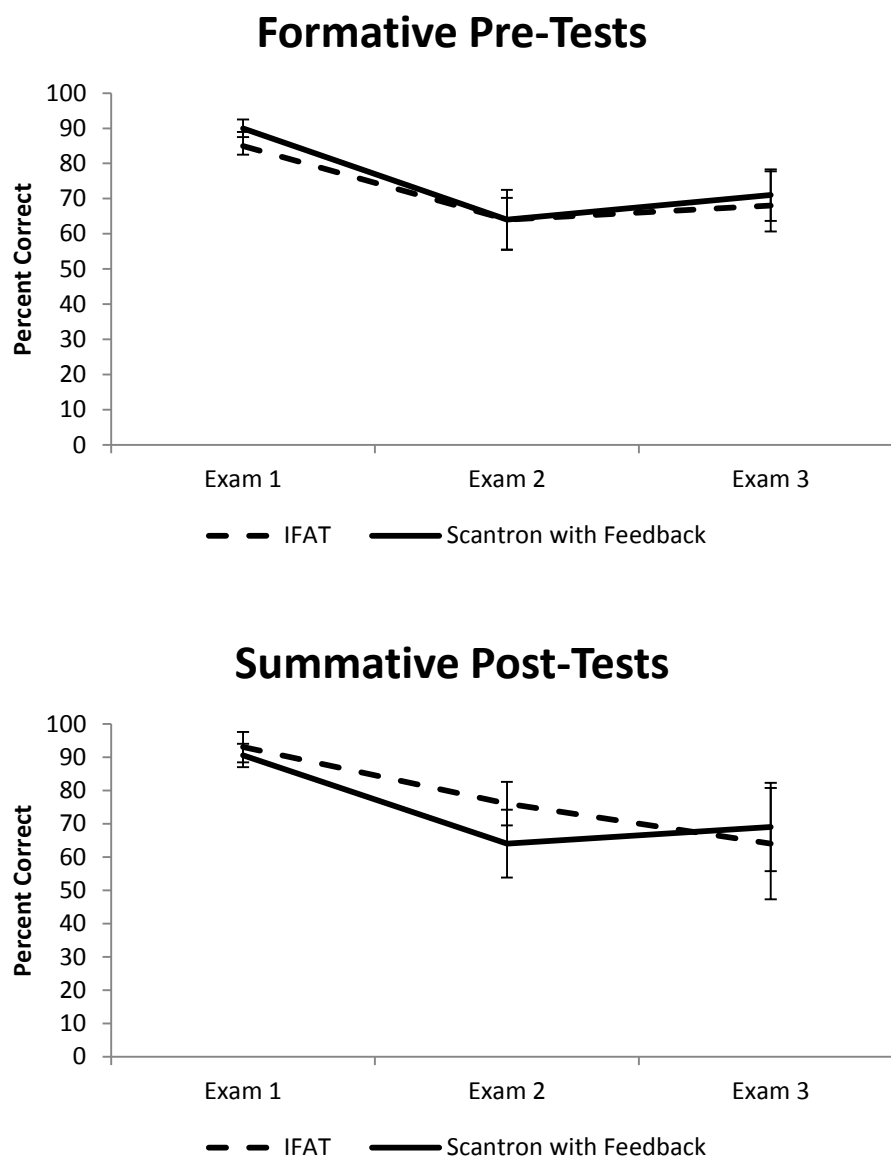 Formative Pre-Tests
Percent Correct
100
90
80
70
60
50
40
30
20
10
0
Exam 1 Exam 2 Exam 3
IFAT Scantron with Feedback
Summative Post-Tests
Percent Correct
100
90
80
70
60
50
40
30
20
10
0
Exam 1 Exam 2 Exam 3
IFAT Scantron with Feedback